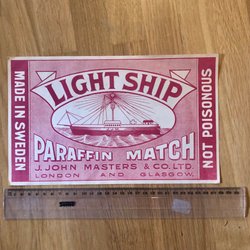 MADE IN SWEDEN
LIGHT SHIP
PARAFFIN MATCH
J. JOHN MASTERS & CO. LTD.
LONDON AND GLASGOW.
NOT POISONOUS